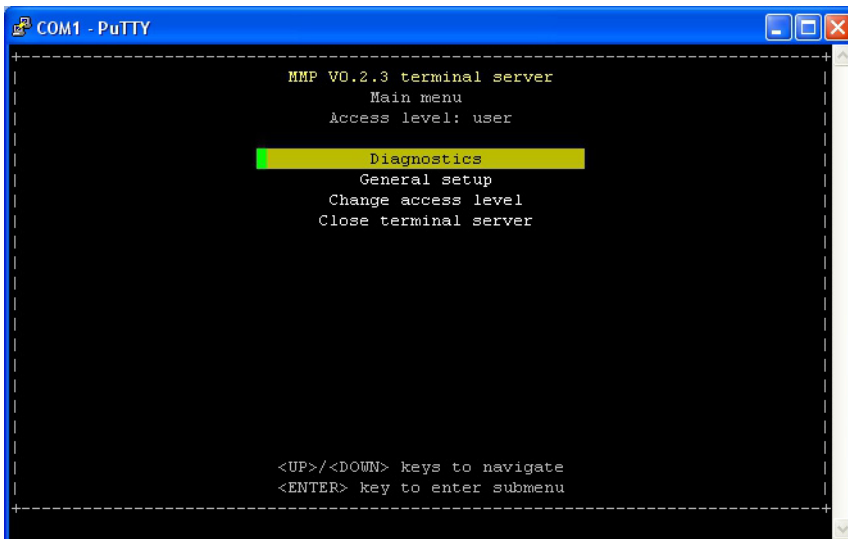 COM1 - PuTTY
MMP V0.2.3 terminal server
Main menu
Access level: user
Diagnostics
General setup
Change access level
Close terminal server
<UP>/<DOWN> keys to navigate
<ENTER> key to enter submenu